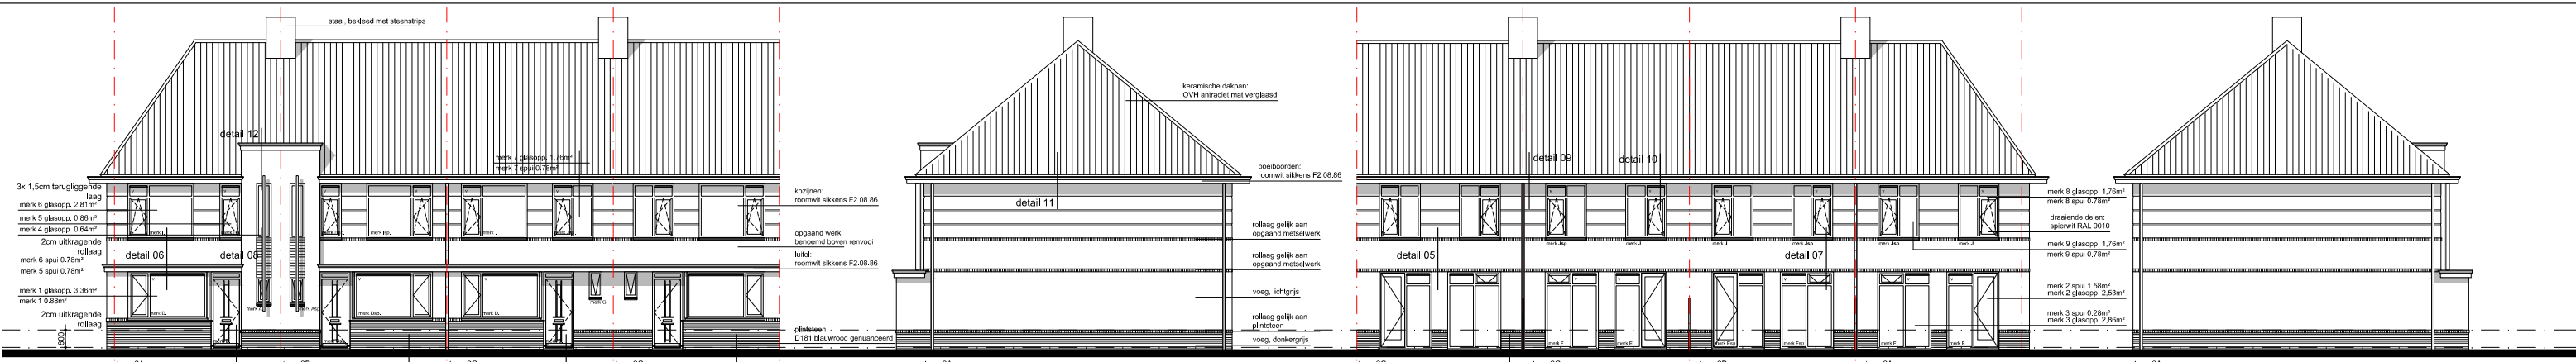 staal, bekleed met steenstrips
detail 12
merk 7 glasopp. 1,76m²
merk 7 spui 0.78m²
3x 1,5cm terugliggende
laag
merk 6 glasopp. 2,81m²
merk 5 glasopp. 0,86m²
merk 4 glasopp. 0,64m²
2cm uitkragende
rollaag
merk 6 spui 0.78m²
merk 5 spui 0.78m²
detail 06
detail 08
merk 1 glasopp. 3,36m²
merk 1 0.88m²
2cm uitkragende
rollaag
600
kozijnen:
roomwit sikkens F2.08.86
opgaand werk:
benoemd boven renvooi
luifel:
roomwit sikkens F2.08.86
plintsteen,
D181 blauwrood genuanceerd
keramische dakpan:
OVH antraciet mat verglaasd
detail 11
boeiboorden:
roomwit sikkens F2.08.86
rollaag gelijk aan
opgaand metselwerk
rollaag gelijk aan
opgaand metselwerk
voeg, lichtgrijs
rollaag gelijk aan
plintsteen
voeg, donkergrijs
detail 09
detail 10
detail 05
detail 07
merk 8 glasopp. 1,76m²
merk 8 spui 0.78m²
draaiende delen:
spierwit RAL 9010
merk 9 glasopp. 1,76m²
merk 9 spui 0.78m²
merk 2 spui 1.58m²
merk 2 glasopp. 2,53m²
merk 3 spui 0.28m²
merk 3 glasopp. 2,86m²